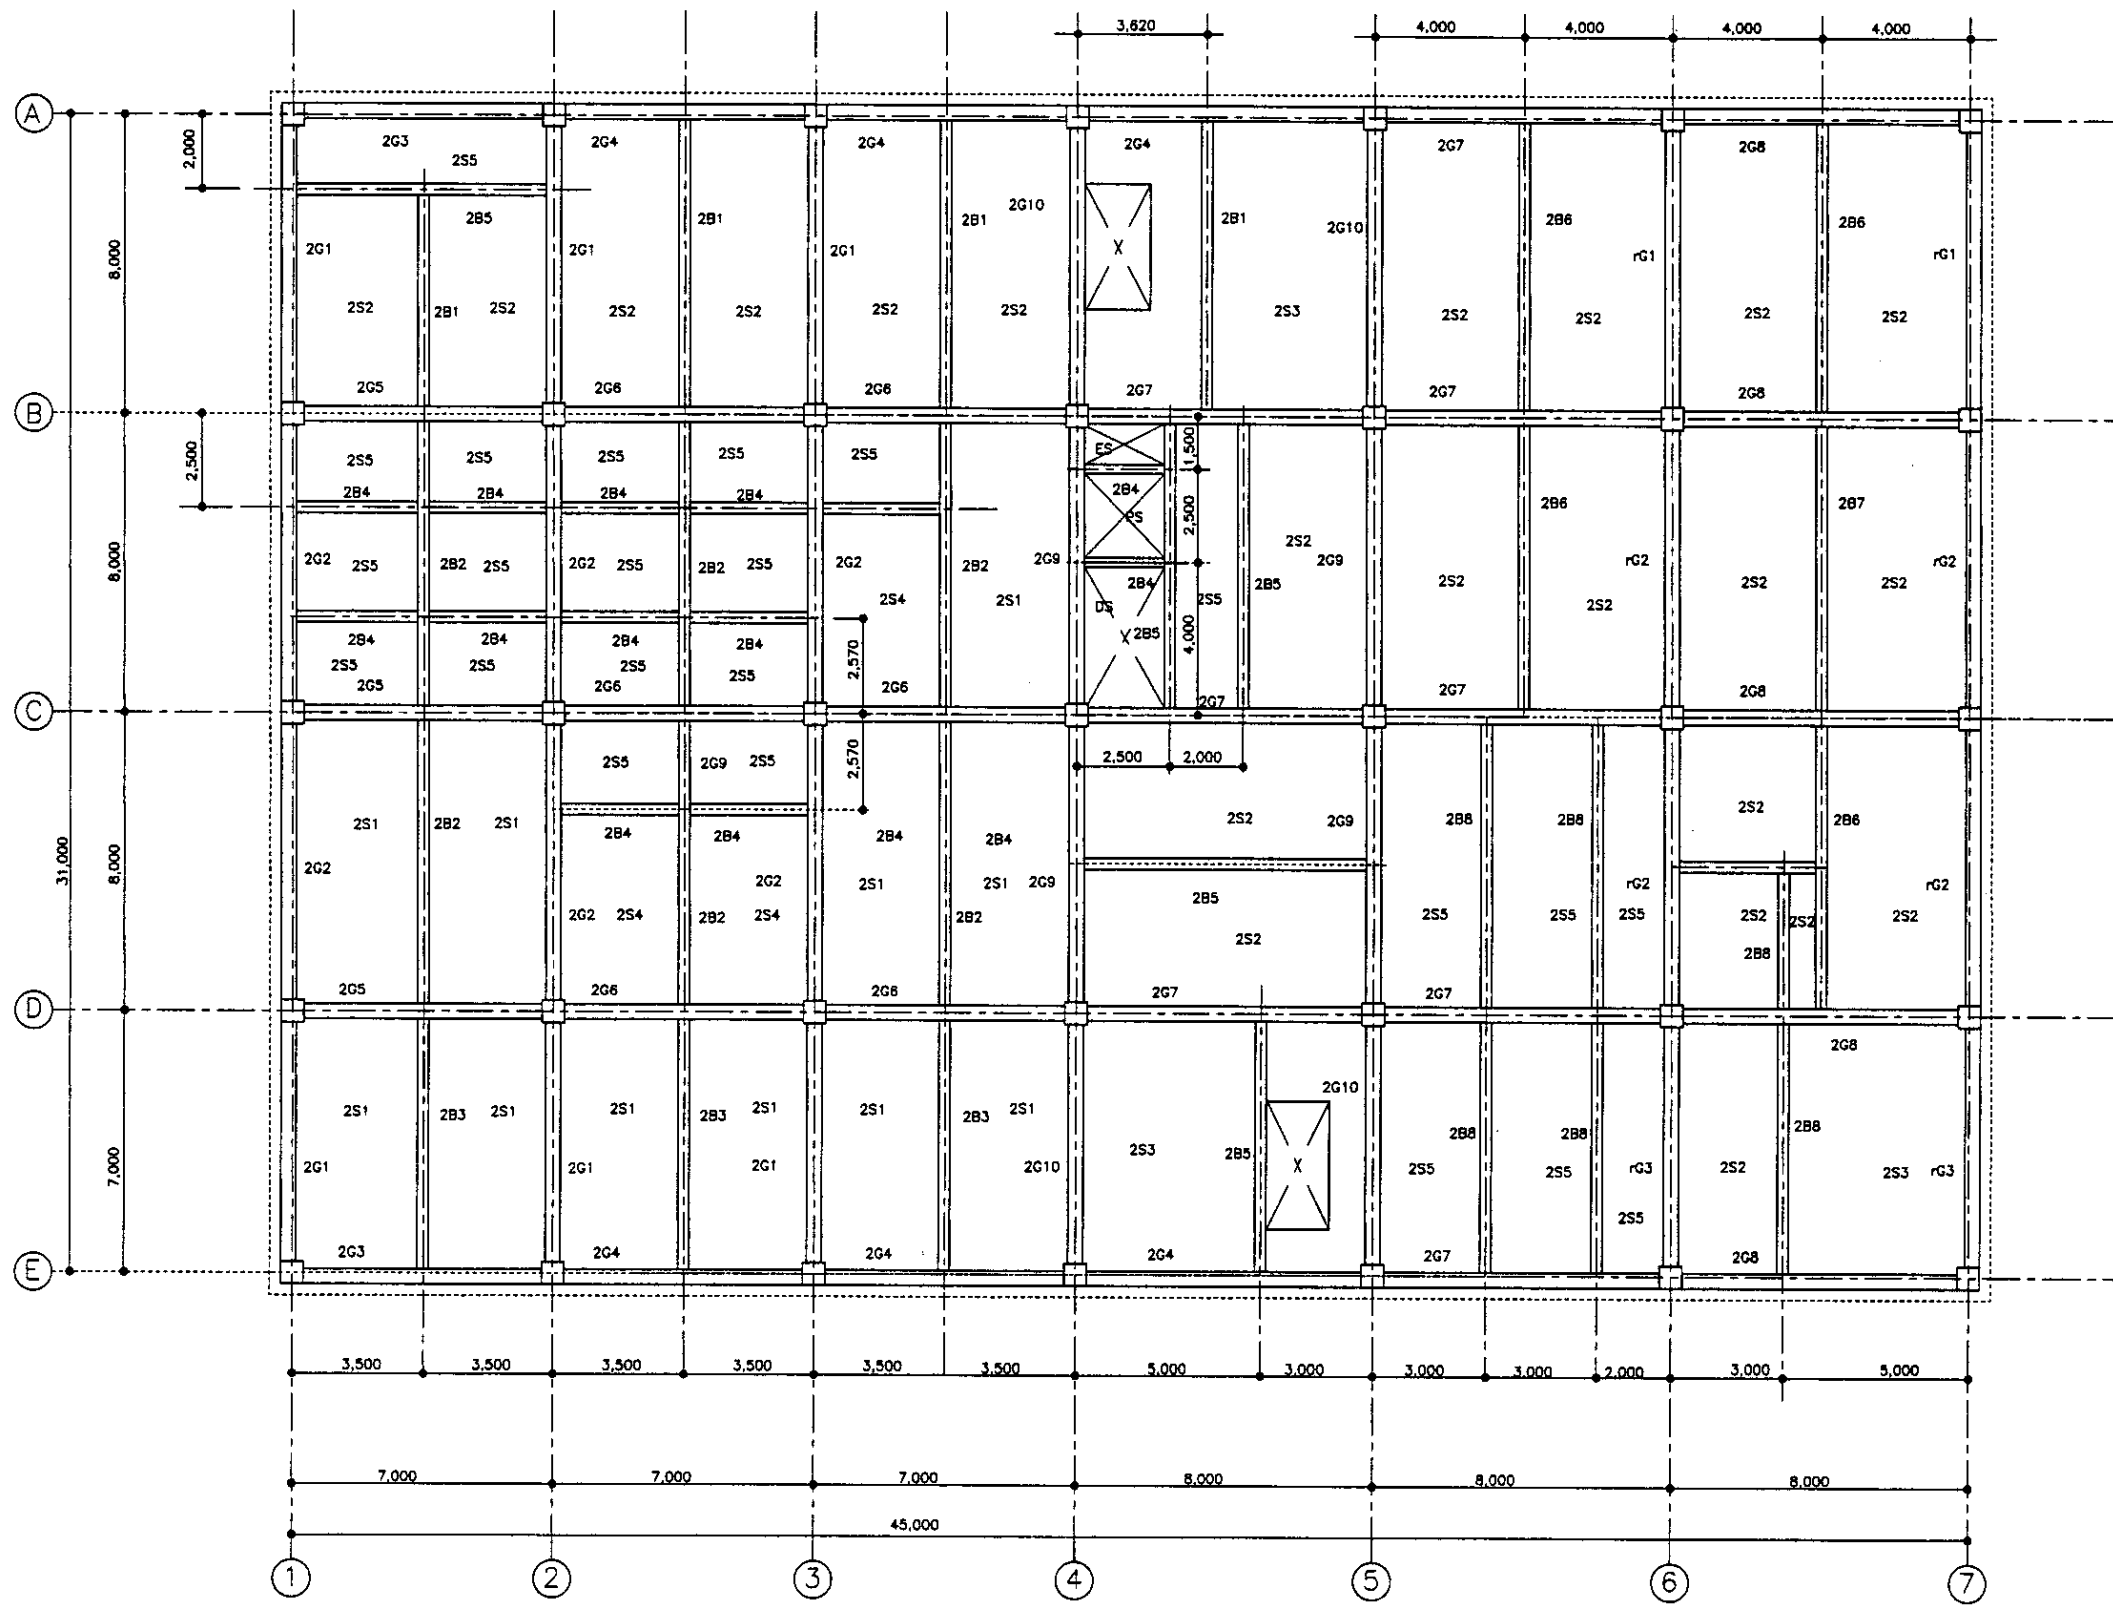 3,620 4,000 4,000 4,000 4,000
A
2,000 2G3 2G4 2G4 2G4 2G7 2G8
2S5
2B5 2B1 2B1 2G10 2B1 2G10 2B6 2B6
8,000 2G1 2G1 2G1 X rG1 rG1
2S2 2B1 2S2 2S2 2S2 2S2 2S2 2S3 2S2 2S2 2S2 2S2
2G5 2G6 2G6 2G7 2G7 2G8
B
2,500 2S5 2S5 2S5 2S5 2S5 ES 1,500
2B4 2B4 2B4 2B4 2B4 2B6 2B7
PS 2,500
8,000 2G2 2S5 2B2 2S5 2G2 2S5 2B2 2S5 2G2 2B2 2G9 2S2 2G9 rG2 rG2
2B4 2B5 2S2 2S2 2S2
2S4 2S1 DS 2S5 2S2
2B4 2B4 2B4 2B4 X 2B5 4,000
2S5 2S5 2S5 2S5 2,570
2G5 2G6 2G6 2G7 2G7 2G8
C
2S5 2G9 2S5 2,570 2,500 2,000
2S2
31,000 8,000 2S1 2B2 2S1 2B4 2B4 2B4 2B4 2S2 2G9 2B8 2B8 2B6
2G2 2G2 2S1 2S1 2G9 2B5 rG2 rG2
2G2 2S4 2B2 2S4 2B2 2S5 2S5 2S5 2S2 2S2 2S2
2S2 2B8
2G5 2G6 2G6 2G7 2G7
D
2G8
2G10
2S1 2B3 2S1 2S1 2B3 2S1 2S1 2B3 2S1
7,000 2S3 2B5 X 2B8 2B8 2B8
2G1 2G1 2G1 2G10 2S5 2S5 rG3 2S2 2S3 rG3
2S5
2G3 2G4 2G4 2G4 2G7 2G8
E
3,500 3,500 3,500 3,500 3,500 3,500 5,000 3,000 3,000 3,000 2,000 3,000 5,000
7,000 7,000 7,000 8,000 8,000 8,000
45,000
1 2 3 4 5 6 7